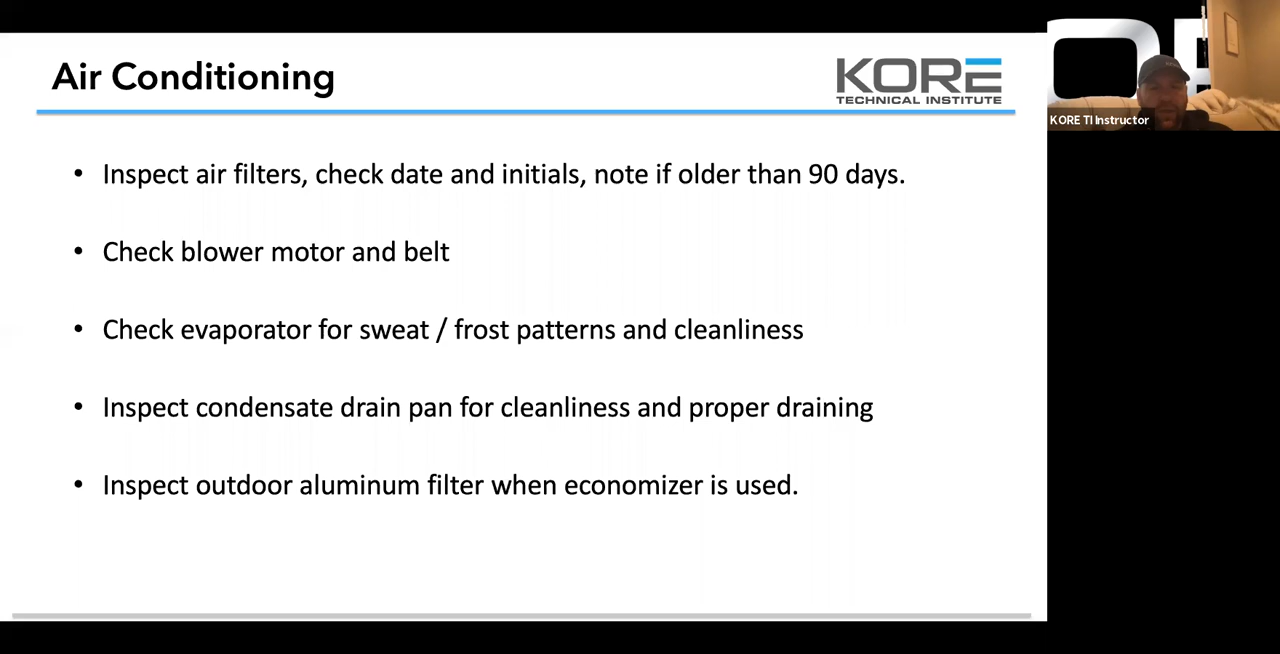 Air Conditioning
KORE
TECHNICAL INSTITUTE
KORE TI Instructor
• Inspect air filters, check date and initials, note if older than 90 days.
• Check blower motor and belt
• Check evaporator for sweat / frost patterns and cleanliness
• Inspect condensate drain pan for cleanliness and proper draining
• Inspect outdoor aluminum filter when economizer is used.